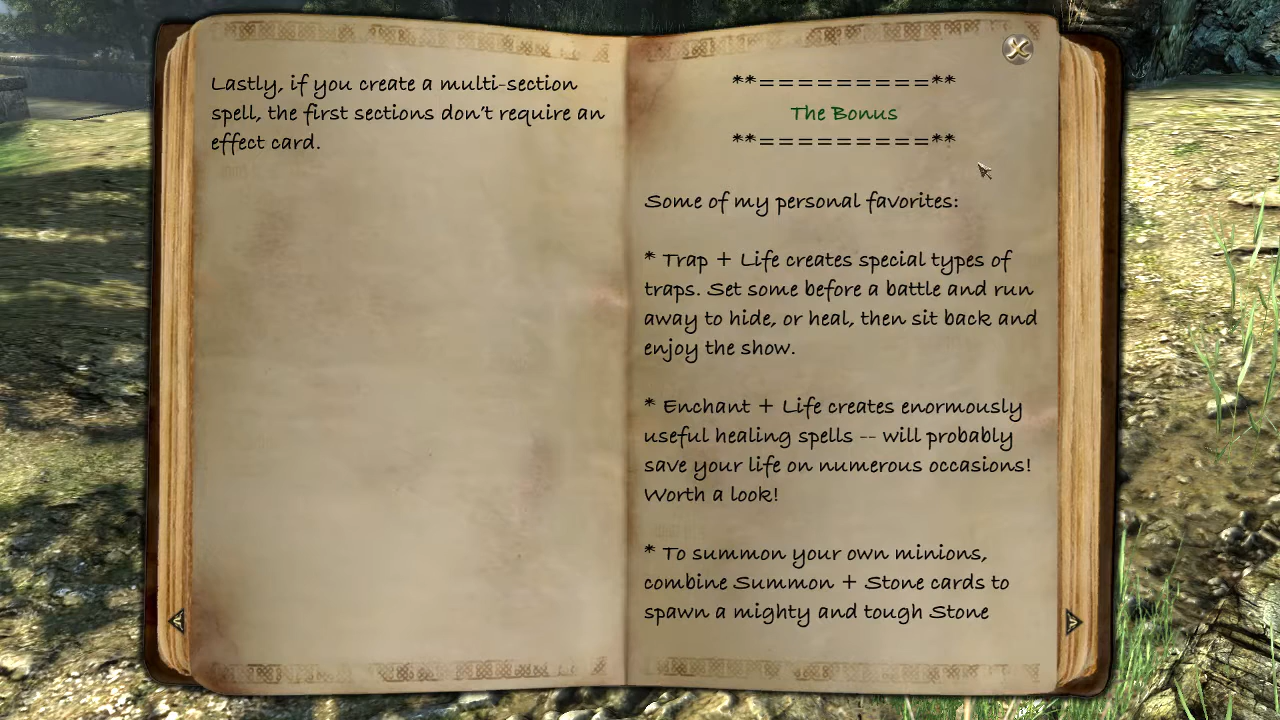 Lastly, if you create a multi-section
spell, the first sections don't require an
effect card.
**=========**
The Bonus
**=========**
Some of my personal favorites:
* Trap + Life creates special types of
traps. Set some before a battle and run
away to hide, or heal, then sit back and
enjoy the show.
* Enchant + Life creates enormously
useful healing spells -- will probably
save your life on numerous occasions!
Worth a look!
* To summon your own minions,
combine Summon + Stone cards to
spawn a mighty and tough Stone